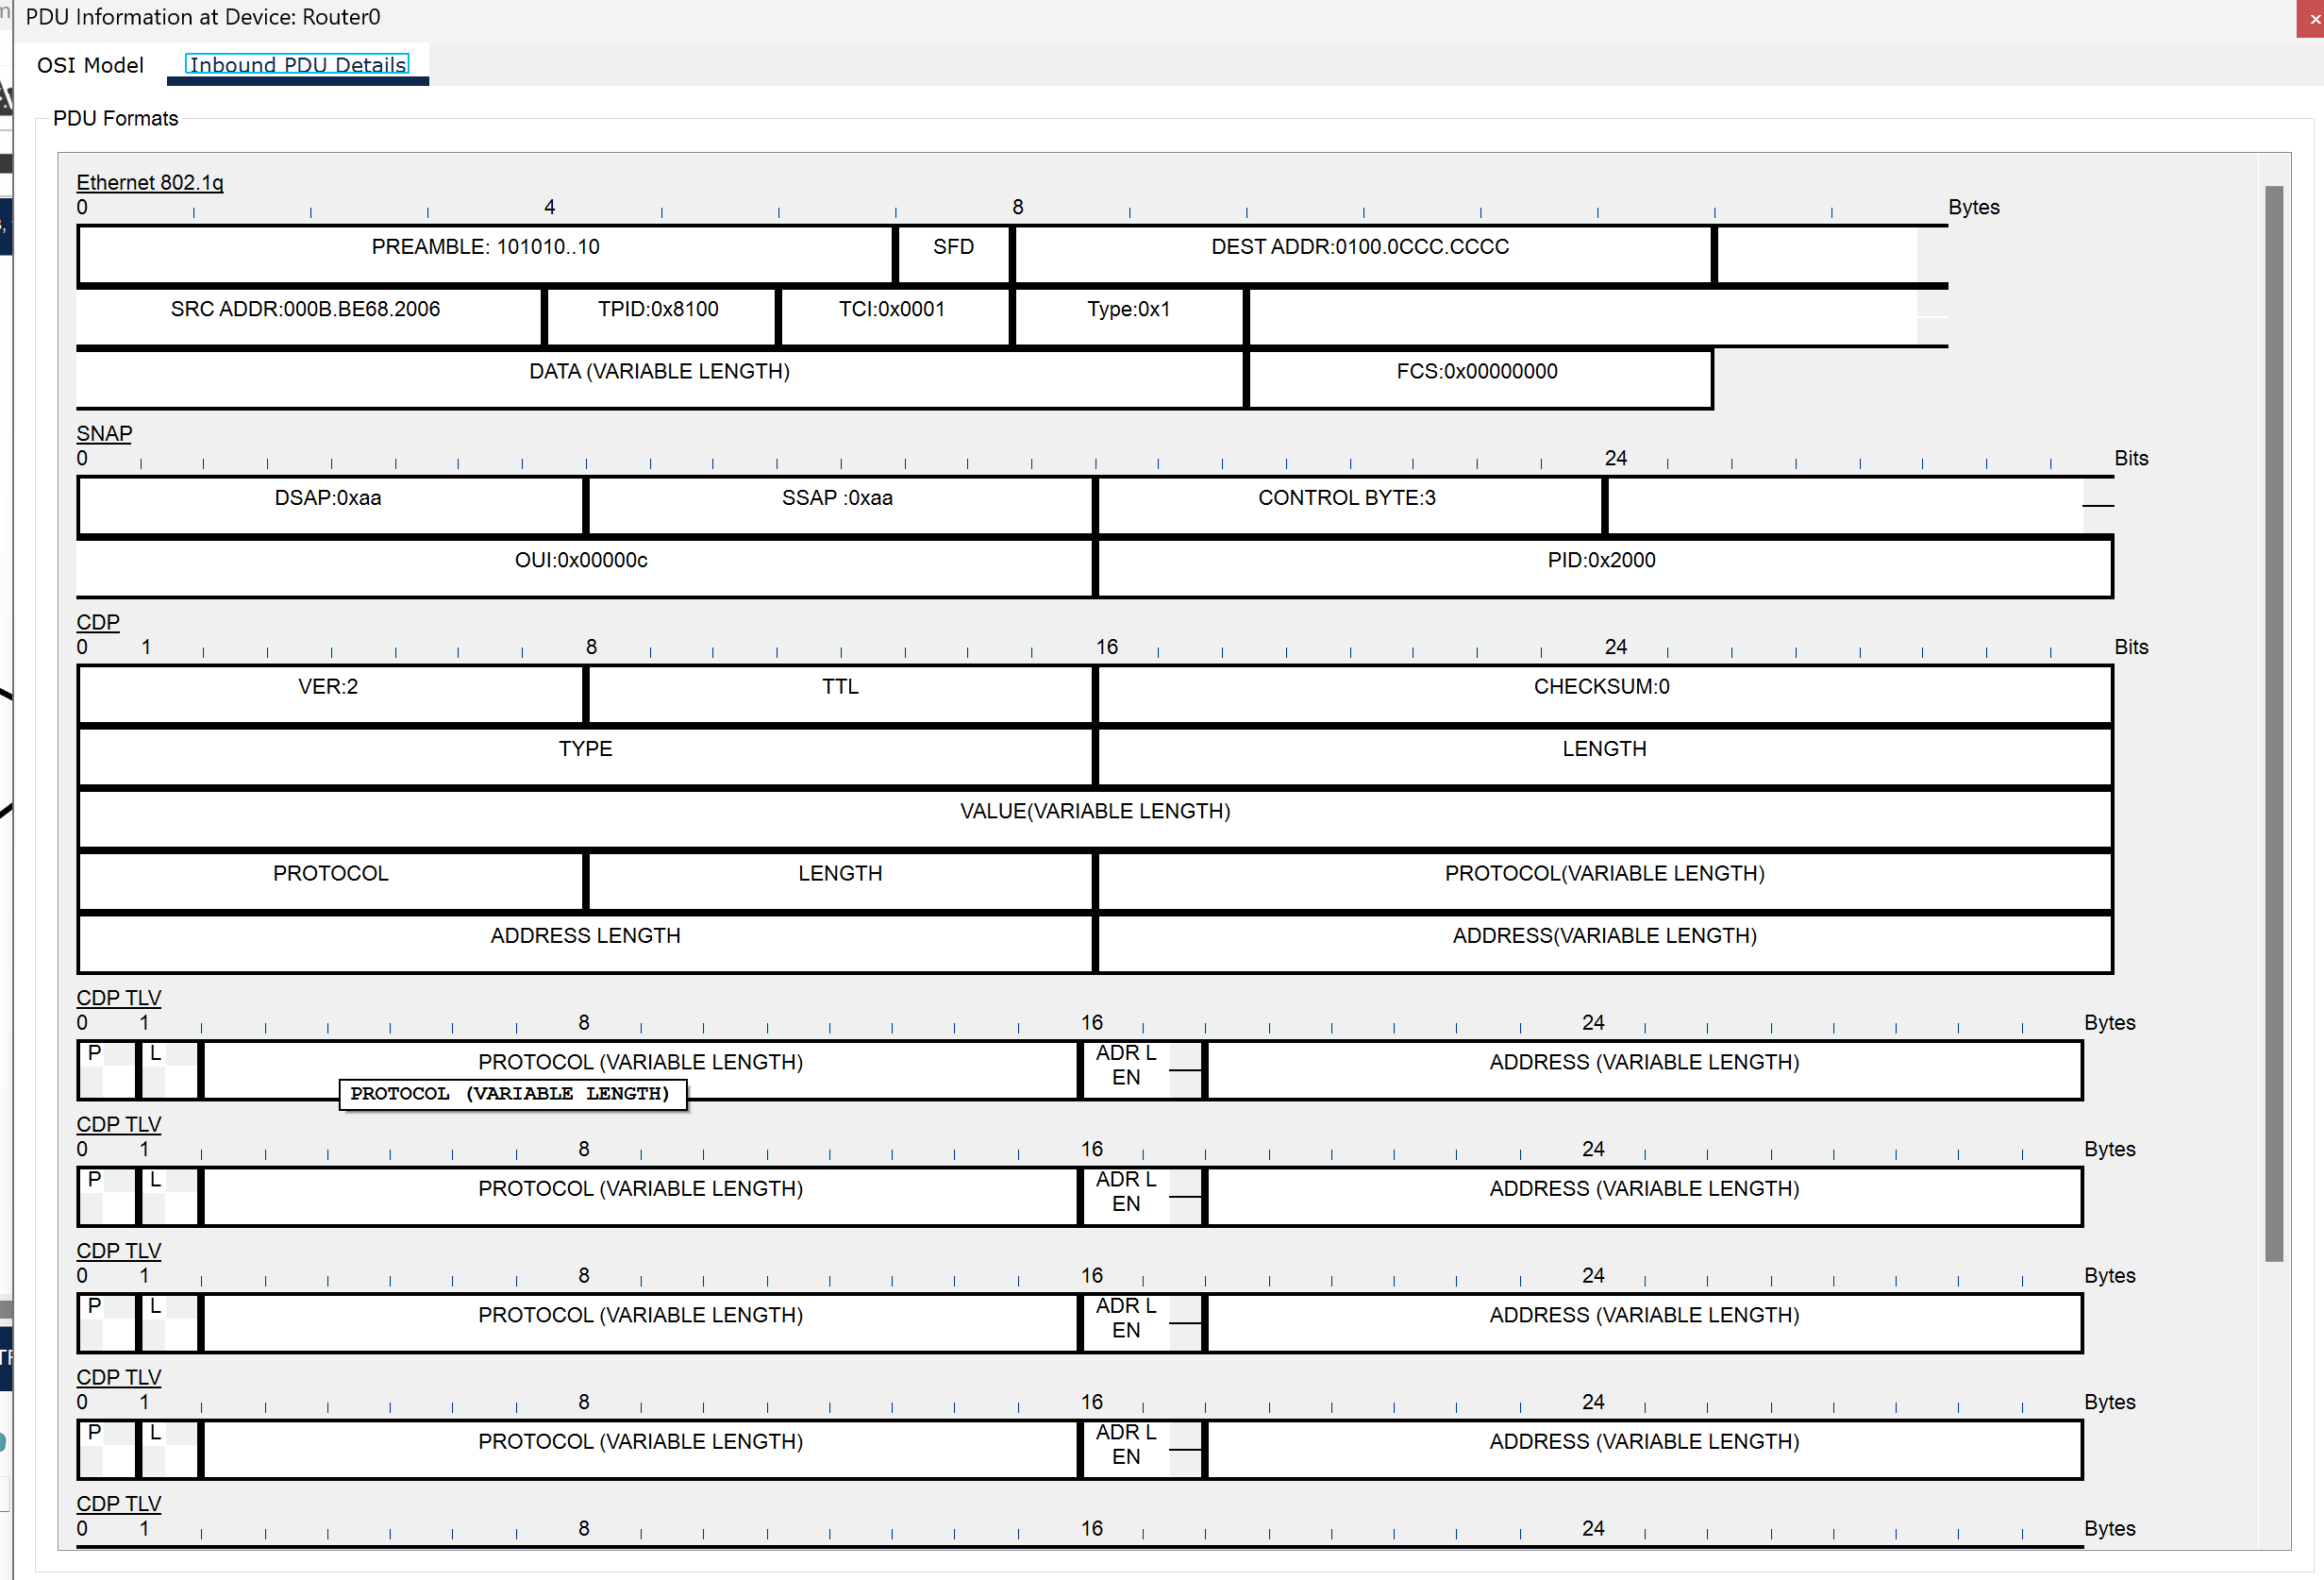 PDU Information at Device: Router0
OSI Model Inbound PDU Details
PDU Formats
Ethernet 802.1q
0 4 8 Bytes
PREAMBLE: 101010..10 SFD DEST ADDR:0100.0CCC.CCCC
SRC ADDR:000B.BE68.2006 TPID:0x8100 TCI:0x0001 Type:0x1
DATA (VARIABLE LENGTH) FCS:0x00000000
SNAP
0 24 Bits
DSAP:0xaa SSAP :0xaa CONTROL BYTE:3
OUI:0x00000c PID:0x2000
CDP
0 1 8 16 24 Bits
VER:2 TTL CHECKSUM:0
TYPE LENGTH
VALUE(VARIABLE LENGTH)
PROTOCOL LENGTH PROTOCOL(VARIABLE LENGTH)
ADDRESS LENGTH ADDRESS(VARIABLE LENGTH)
CDP TLV
0 1 8 16 24 Bytes
P L PROTOCOL (VARIABLE LENGTH) ADR L EN ADDRESS (VARIABLE LENGTH)
PROTOCOL (VARIABLE LENGTH)
CDP TLV
0 1 8 16 24 Bytes
P L PROTOCOL (VARIABLE LENGTH) ADR L EN ADDRESS (VARIABLE LENGTH)
CDP TLV
0 1 8 16 24 Bytes
P L PROTOCOL (VARIABLE LENGTH) ADR L EN ADDRESS (VARIABLE LENGTH)
CDP TLV
0 1 8 16 24 Bytes
P L PROTOCOL (VARIABLE LENGTH) ADR L EN ADDRESS (VARIABLE LENGTH)
CDP TLV
0 1 8 16 24 Bytes